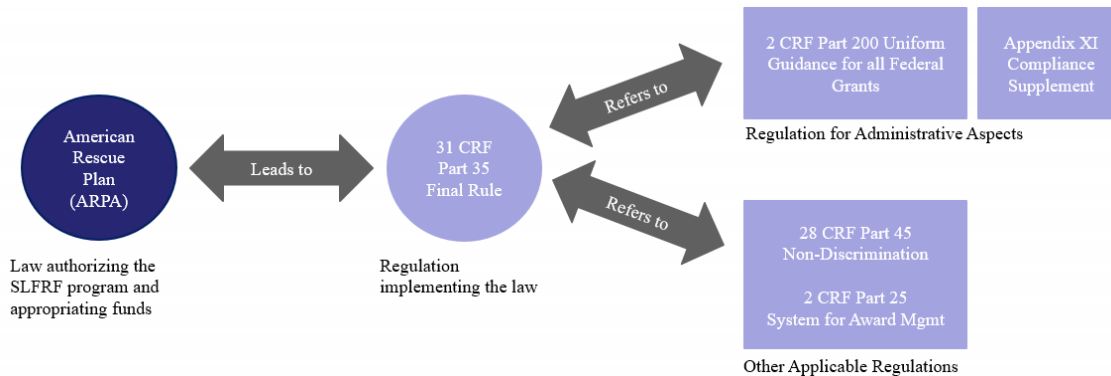 American
Rescue
Plan
(ARPA)
Law authorizing the
SLFRF program and
appropriating funds
Leads to
31 CRF
Part 35
Final Rule
Regulation
implementing the law
Refers to
2 CRF Part 200 Uniform
Guidance for all Federal
Grants
Appendix XI
Compliance
Supplement
Regulation for Administrative Aspects
Refers to
28 CRF Part 45
Non-Discrimination
2 CRF Part 25
System for Award Mgmt
Other Applicable Regulations